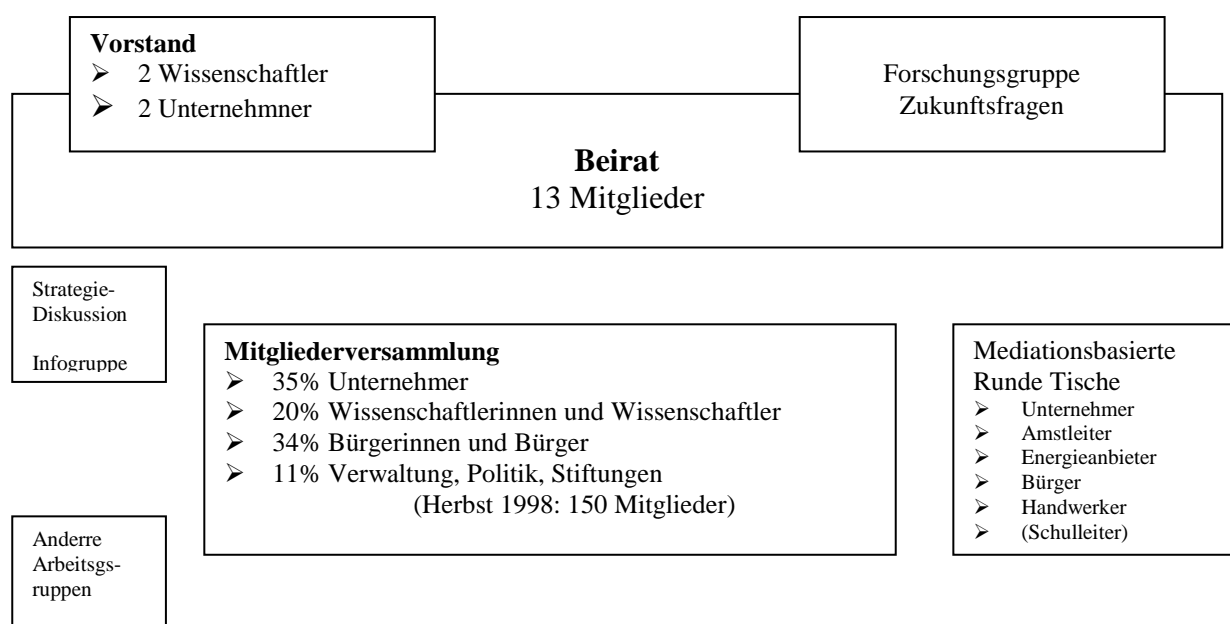 Vorstand
➢ 2 Wissenschaftler
➢ 2 Unternehmner
Forschungsgruppe
Zukunftsfragen
Beirat
13 Mitglieder
Strategie-
Diskussion
Infogruppe
Mitgliederversammlung
➢ 35% Unternehmer
➢ 20% Wissenschaftlerinnen und Wissenschaftler
➢ 34% Bürgerinnen und Bürger
➢ 11% Verwaltung, Politik, Stiftungen
(Herbst 1998: 150 Mitglieder)
Mediationsbasierte
Runde Tische
➢ Unternehmer
➢ Amstleiter
➢ Energieanbieter
➢ Bürger
➢ Handwerker
➢ (Schulleiter)
Anderre
Arbeitsgs-
ruppen